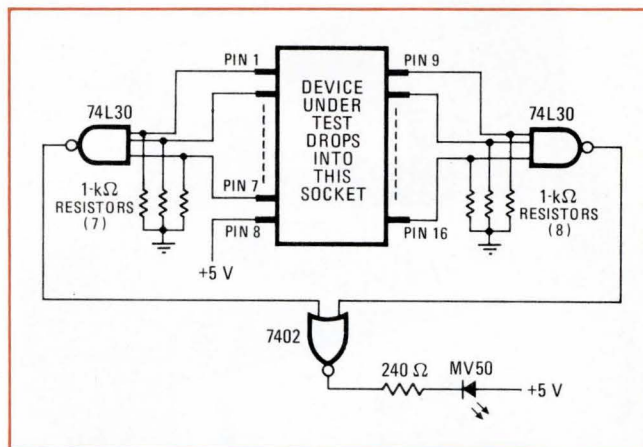 PIN 1
PIN 9
74L30
DEVICE
UNDER
TEST
DROPS
INTO
THIS
SOCKET
74L30
1-kΩ
RESISTORS
(7)
PIN 7
PIN 8
+5 V
PIN 16
1-kΩ
RESISTORS
(8)
7402
240 Ω
MV50
+5 V